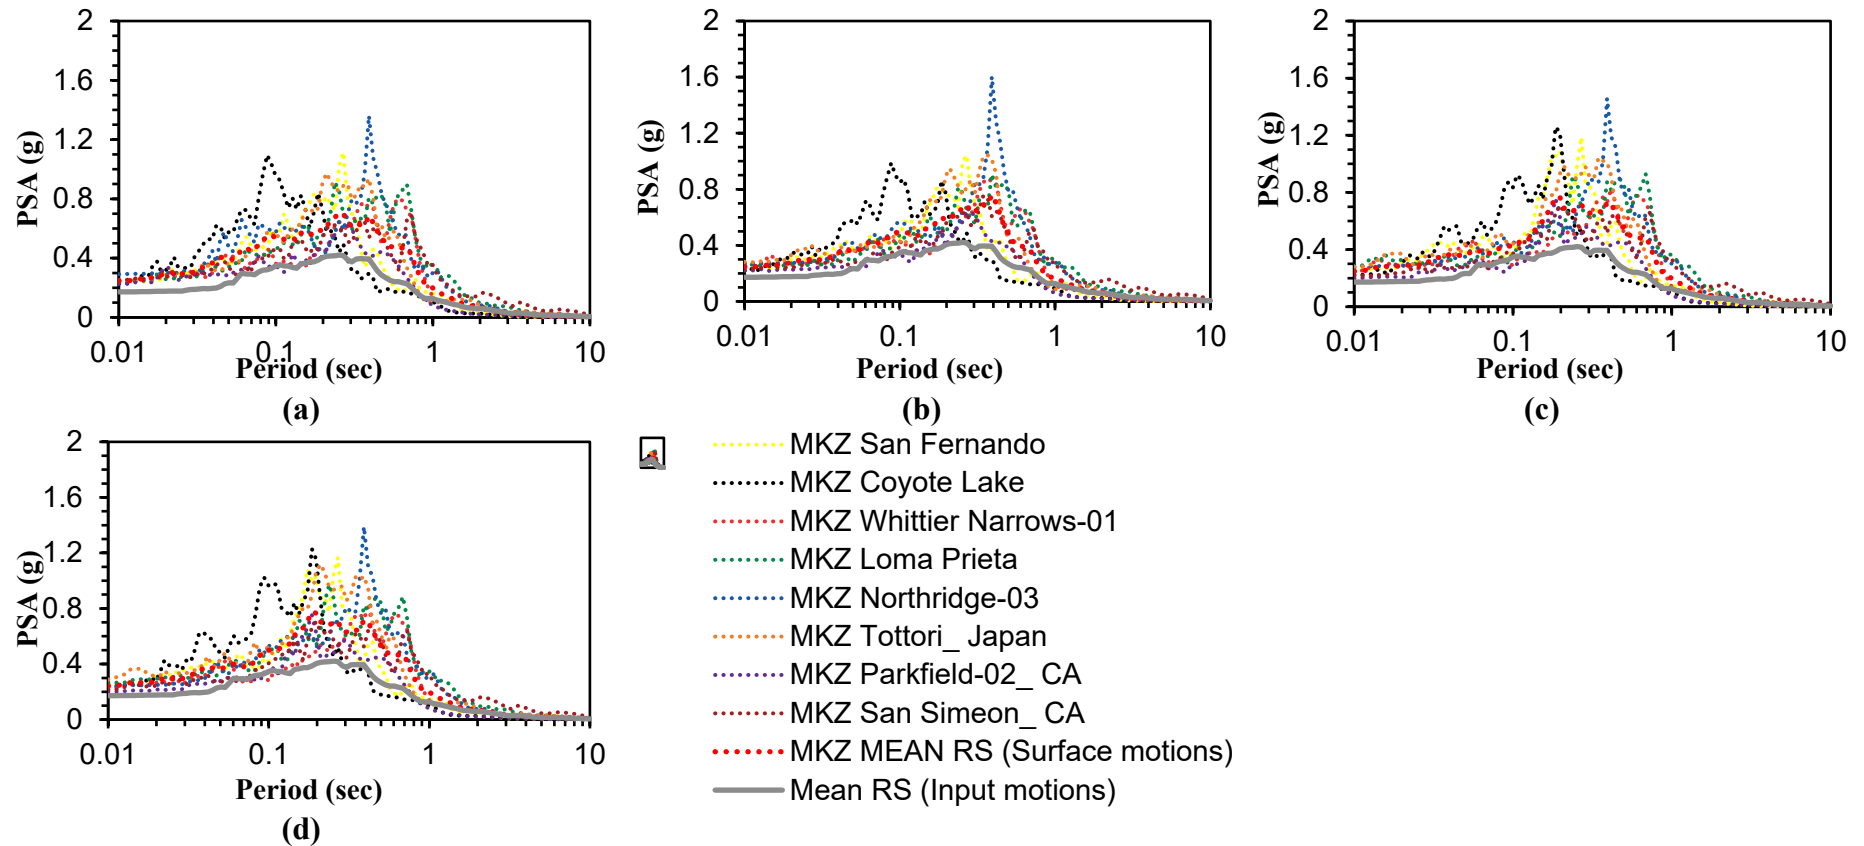 2
1.6
1.2
0.8
0.4
0
PSA (g)
0.01 0.1 1 10
Period (sec)
(a)
2
1.6
1.2
0.8
0.4
0
PSA (g)
0.01 0.1 1 10
Period (sec)
(b)
2
1.6
1.2
0.8
0.4
0
PSA (g)
0.01 0.1 1 10
Period (sec)
(c)
2
1.6
1.2
0.8
0.4
0
PSA (g)
0.01 0.1 1 10
Period (sec)
(d)
MKZ San Fernando
MKZ Coyote Lake
MKZ Whittier Narrows-01
MKZ Loma Prieta
MKZ Northridge-03
MKZ Tottori_ Japan
MKZ Parkfield-02_ CA
MKZ San Simeon_ CA
MKZ MEAN RS (Surface motions)
Mean RS (Input motions)